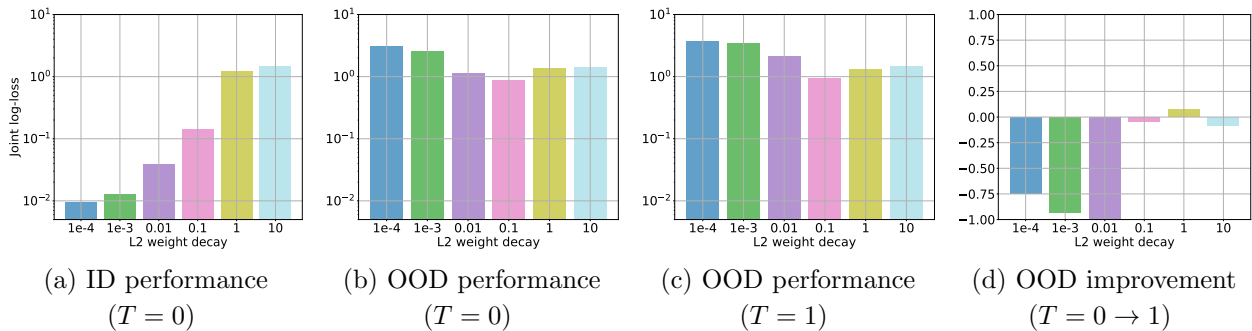 Joint log-loss
10^1
10^0
10^{-1}
10^{-2}
1e-4 1e-3 0.01 0.1 1 10
L2 weight decay
(a) ID performance
(T = 0)
10^1
10^0
10^{-1}
10^{-2}
1e-4 1e-3 0.01 0.1 1 10
L2 weight decay
(b) OOD performance
(T = 0)
10^1
10^0
10^{-1}
10^{-2}
1e-4 1e-3 0.01 0.1 1 10
L2 weight decay
(c) OOD performance
(T = 1)
1.00
0.75
0.50
0.25
0.00
−0.25
−0.50
−0.75
−1.00
1e-4 1e-3 0.01 0.1 1 10
L2 weight decay
(d) OOD improvement
(T = 0 → 1)